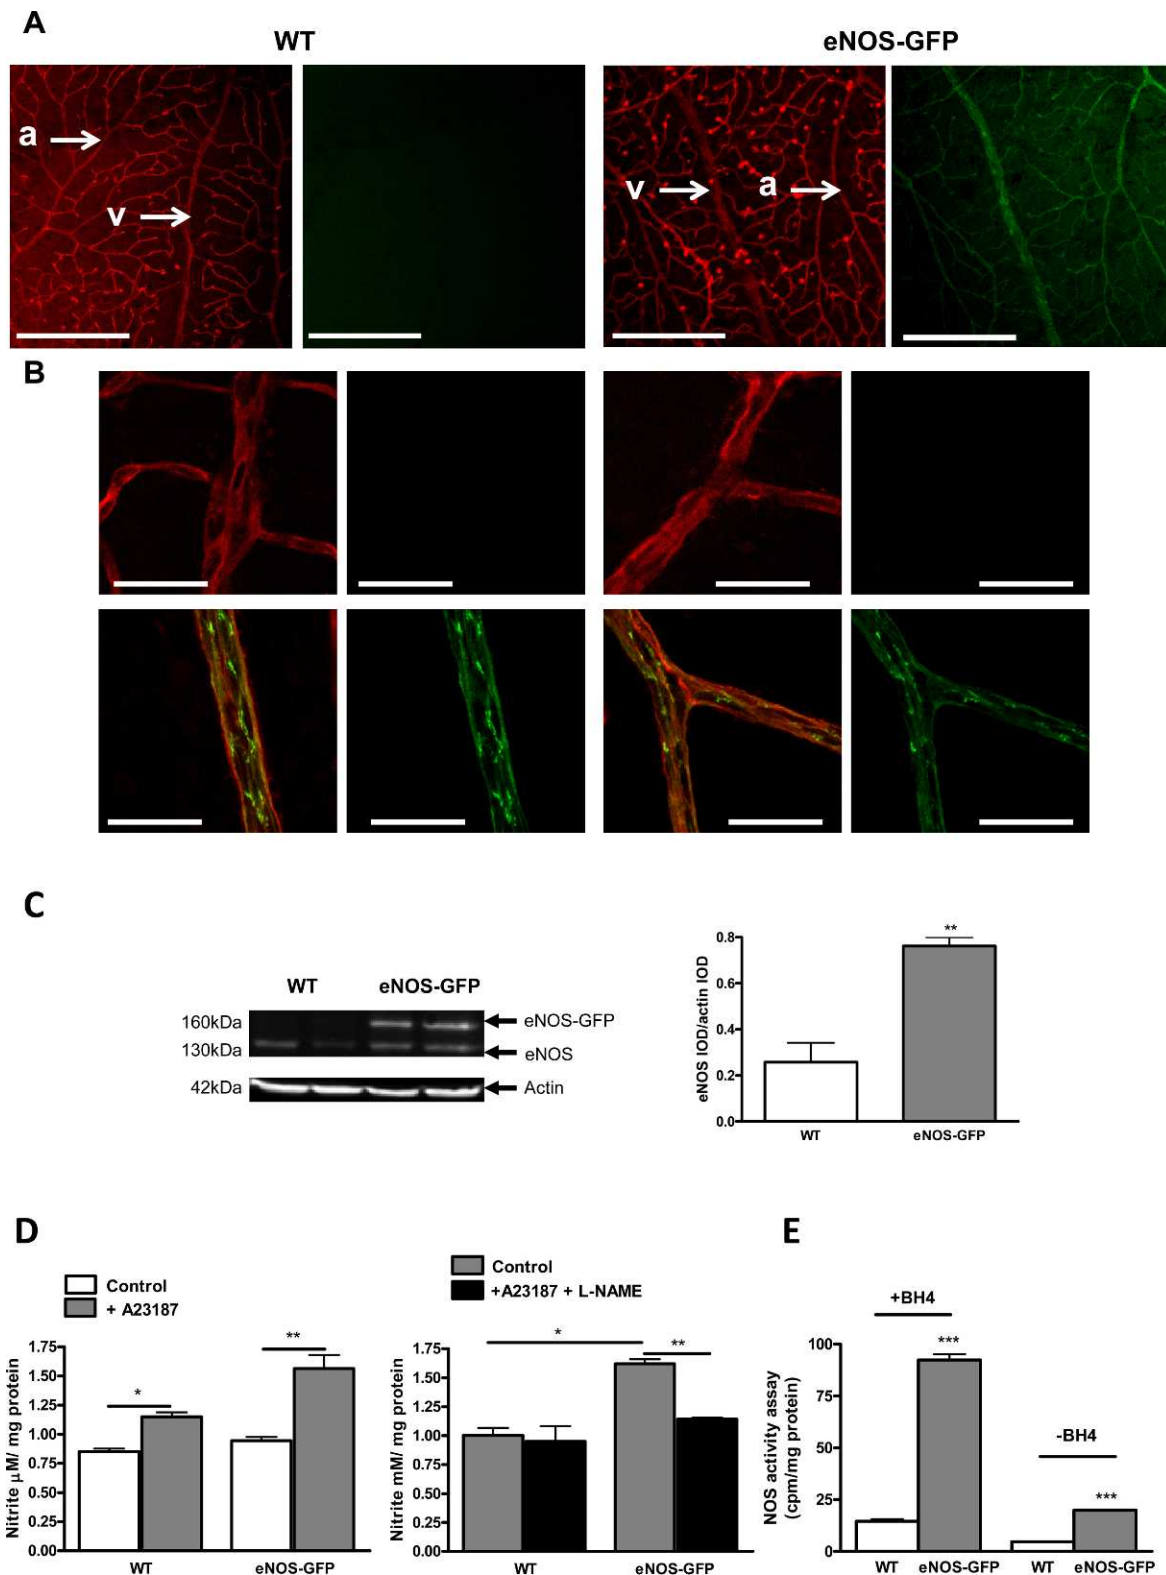 A
WT
eNOS-GFP
a
v
v
a
B
C
WT
eNOS-GFP
160kDa
130kDa
42kDa
eNOS-GFP
eNOS
Actin
eNOS IOD/actin IOD
0.8
0.6
0.4
0.2
0.0
**
WT
eNOS-GFP
D
Control
+ A23187
Nitrite μM/ mg protein
1.75
1.50
1.25
1.00
0.75
0.50
0.25
0.00
*
**
WT
eNOS-GFP
Control
+A23187 + L-NAME
Nitrite mM/ mg protein
1.75
1.50
1.25
1.00
0.75
0.50
0.25
0.00
*
**
WT
eNOS-GFP
E
+BH4
-BH4
NOS activity assay
(cpm/mg protein)
100
75
50
25
0
***
***
WT eNOS-GFP
WT eNOS-GFP